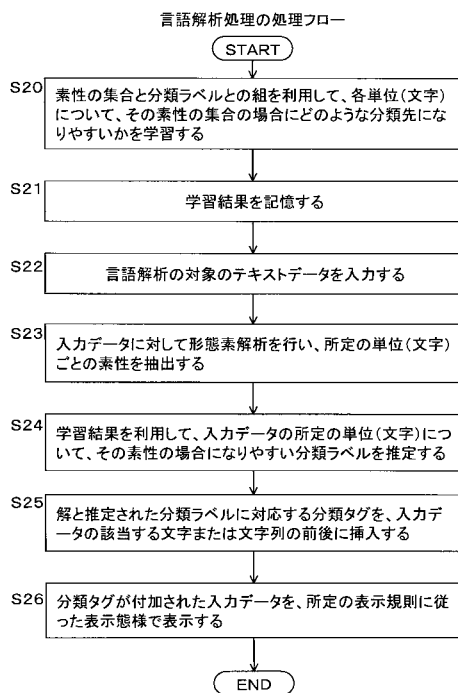 言語解析処理の処理フロー
START
S20
素性の集合と分類ラベルとの組を利用して、各単位(文字)
について、その素性の集合の場合にどのような分類先に
なりやすいかを学習する
S21
学習結果を記憶する
S22
言語解析の対象のテキストデータを入力する
S23
入力データに対して形態素解析を行い、所定の単位(文字)
ごとの素性を抽出する
S24
学習結果を利用して、入力データの所定の単位(文字)につ
いて、その素性の場合になりやすい分類ラベルを推定する
S25
解と推定された分類ラベルに対応する分類タグを、入力デ
ータの該当する文字または文字列の前後に挿入する
S26
分類タグが付加された入力データを、所定の表示規則に従
った表示態様で表示する
END